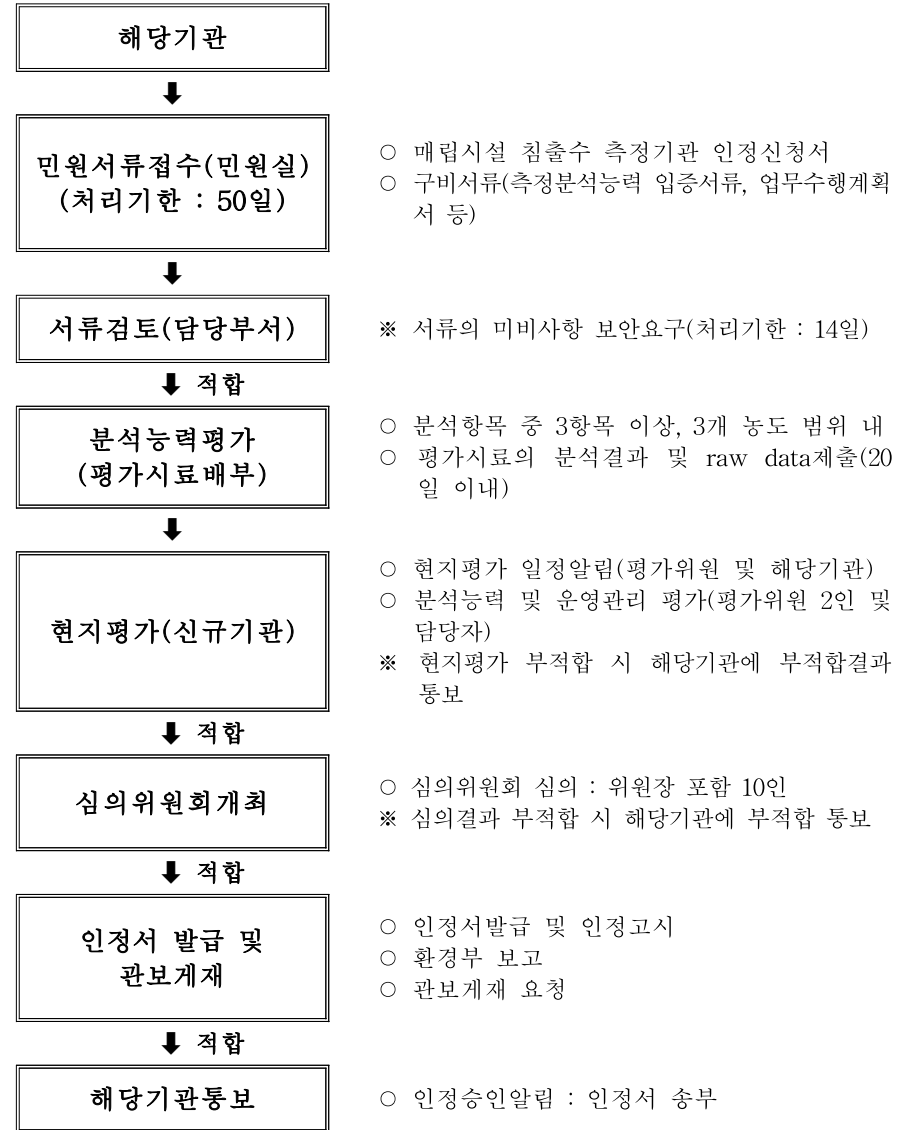 해당기관
⬇
민원서류접수(민원실)
(처리기한 : 50일)
○ 매립시설 침출수 측정기관 인정신청서
○ 구비서류(측정분석능력 입증서류, 업무수행계획
서 등)
⬇
서류검토(담당부서)
※ 서류의 미비사항 보안요구(처리기한 : 14일)
⬇ 적합
분석능력평가
(평가시료배부)
○ 분석항목 중 3항목 이상, 3개 농도 범위 내
○ 평가시료의 분석결과 및 raw data제출(20
일 이내)
⬇
현지평가(신규기관)
○ 현지평가 일정알림(평가위원 및 해당기관)
○ 분석능력 및 운영관리 평가(평가위원 2인 및
담당자)
※ 현지평가 부적합 시 해당기관에 부적합결과
통보
⬇ 적합
심의위원회개최
○ 심의위원회 심의 : 위원장 포함 10인
※ 심의결과 부적합 시 해당기관에 부적합 통보
⬇ 적합
인정서 발급 및
관보게재
○ 인정서발급 및 인정고시
○ 환경부 보고
○ 관보게재 요청
⬇ 적합
해당기관통보
○ 인정승인알림 : 인정서 송부